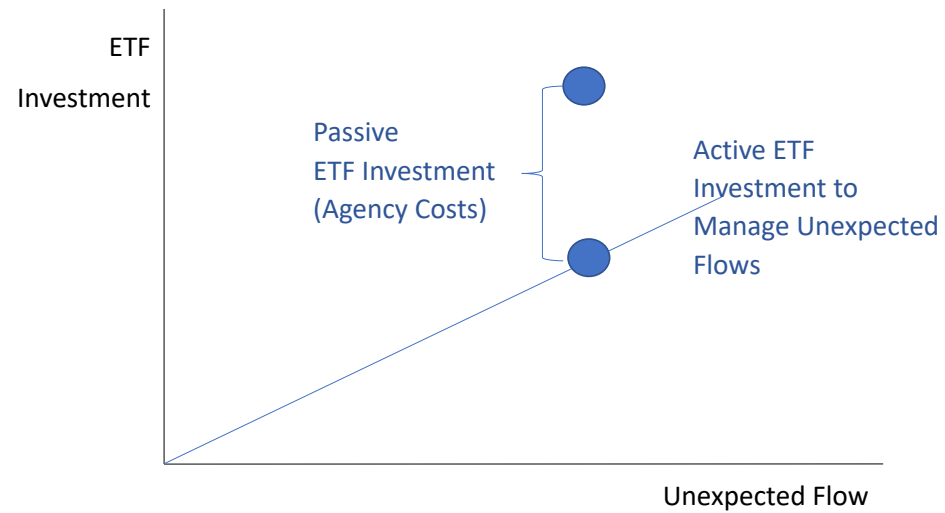 ETF
Investment
Passive
ETF Investment
(Agency Costs)
Active ETF
Investment to
Manage Unexpected
Flows
Unexpected Flow